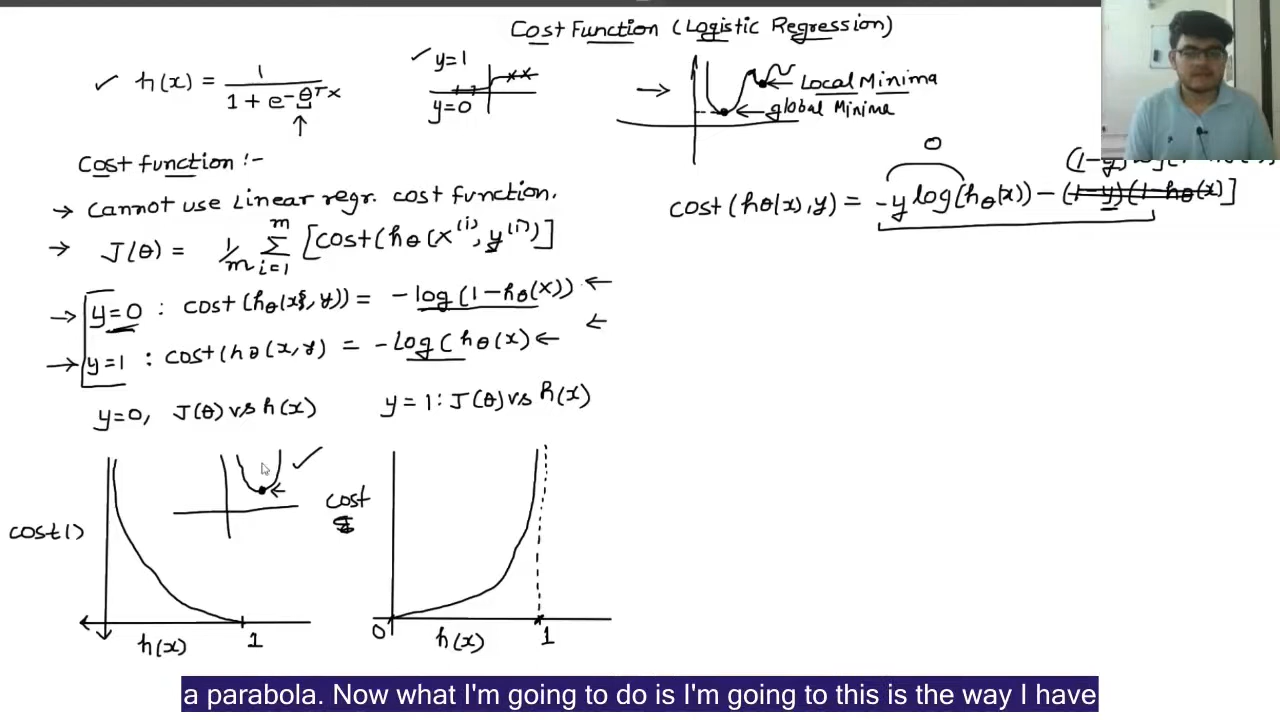 Cost Function (Logistic Regression)
h(x) = 1 / 1 + e^-θᵀx
y=1
y=0
Local Minima
global Minima
Cost function :-
→ Cannot use Linear regr. cost function.
→ J(θ) = 1/m Σ i=1 m [cost(hθ(x⁽ⁱ⁾, y⁽ⁱ⁾)]
→ y=0 : cost(hθ(x), y)) = -log(1-hθ(x)) ←
→ y=1 : cost(hθ(x, y) = -log(hθ(x) ←
0
cost(hθ(x), y) = -y log(hθ(x)) - (1-y)(1-hθ(x)]
y=0, J(θ) vs h(x)
y = 1: J(θ) vs h(x)
cost()
h(x)
1
cost
0
h(x)
1
a parabola. Now what I'm going to do is I'm going to this is the way I have